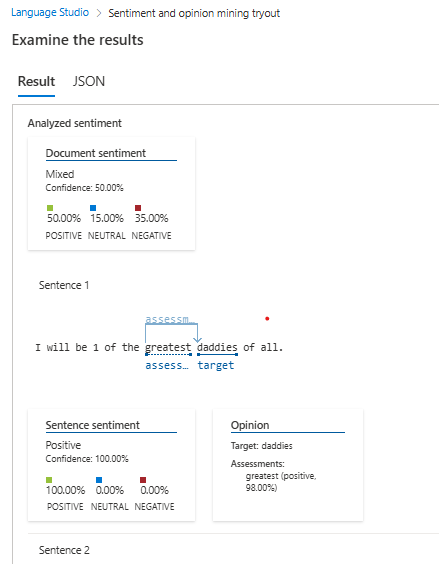 Language Studio > Sentiment and opinion mining tryout
Examine the results
Result JSON
Analyzed sentiment
Document sentiment
Mixed
Confidence: 50.00%
50.00% 15.00% 35.00%
POSITIVE NEUTRAL NEGATIVE
Sentence 1
assessm...
I will be 1 of the greatest daddies of all.
assess... target
Sentence sentiment
Positive
Confidence: 100.00%
100.00% 0.00% 0.00%
POSITIVE NEUTRAL NEGATIVE
Opinion
Target: daddies
Assessments:
greatest (positive,
98.00%)
Sentence 2